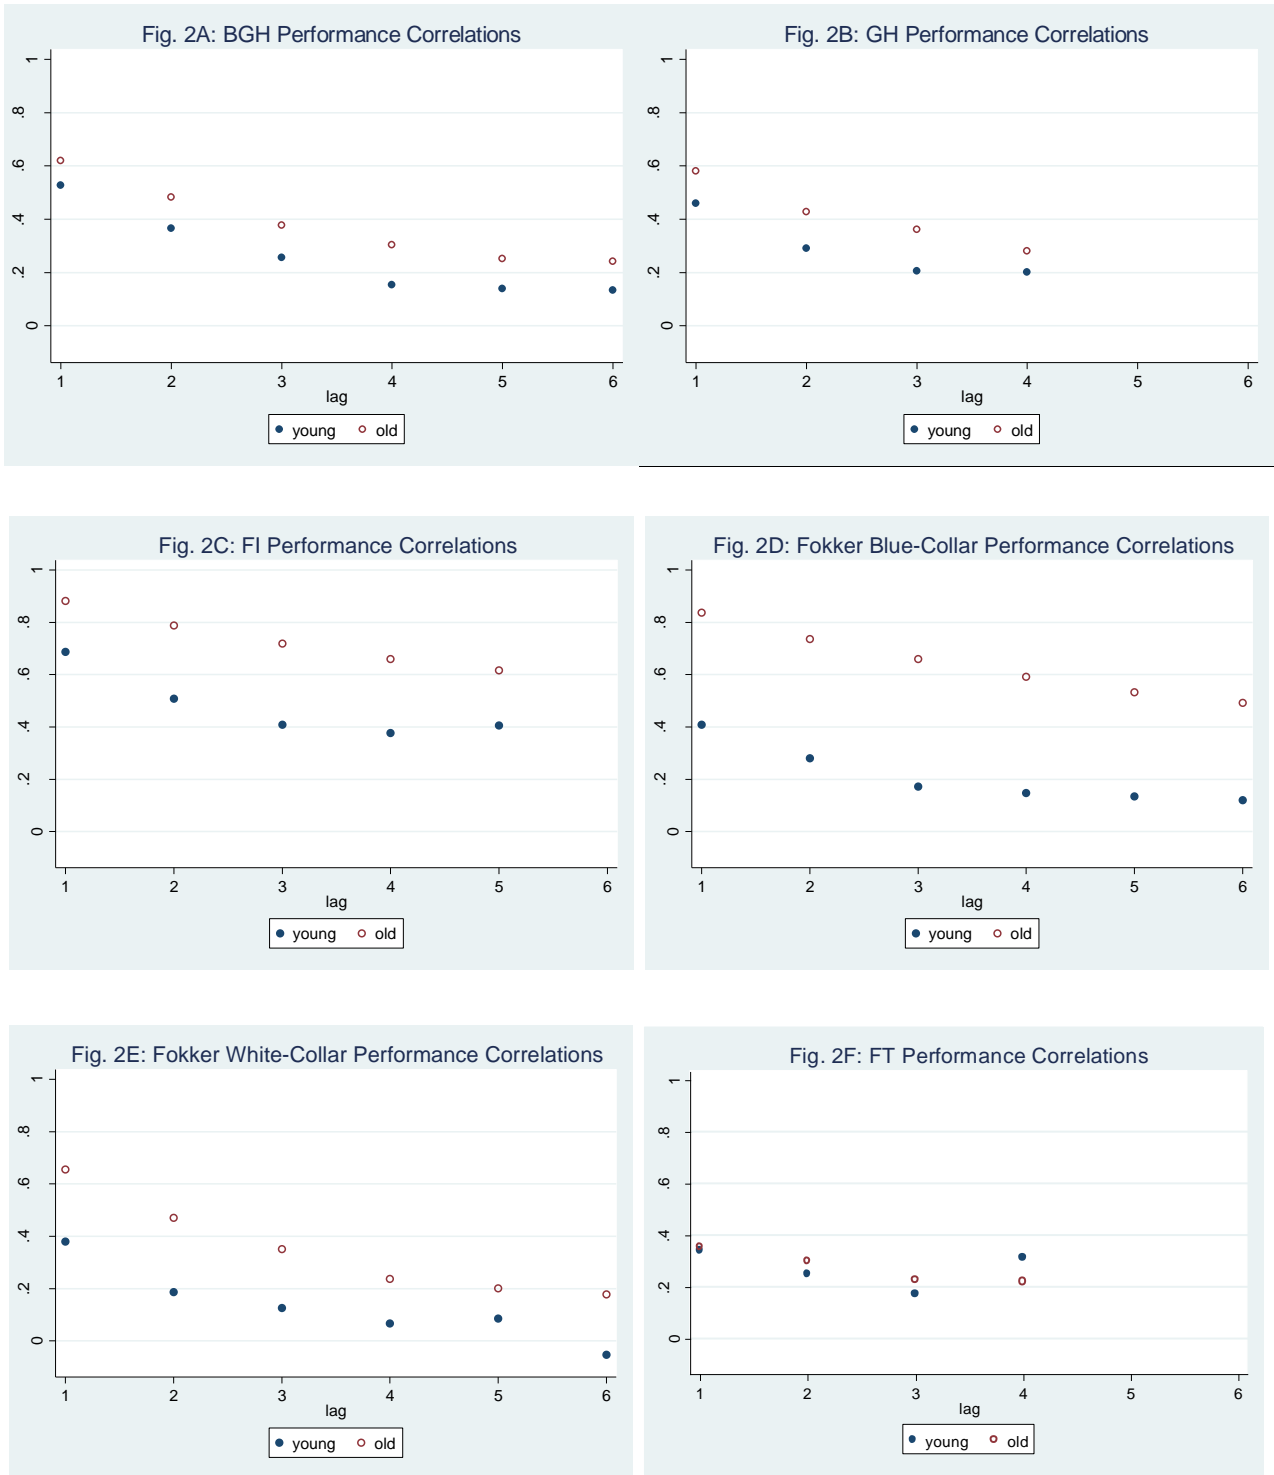 Fig. 2A: BGH Performance Correlations
1
.8
.6
.4
.2
0
1 2 3 4 5 6
lag
young old
Fig. 2B: GH Performance Correlations
1
.8
.6
.4
.2
0
1 2 3 4 5 6
lag
young old
Fig. 2C: FI Performance Correlations
1
.8
.6
.4
.2
0
1 2 3 4 5 6
lag
young old
Fig. 2D: Fokker Blue-Collar Performance Correlations
1
.8
.6
.4
.2
0
1 2 3 4 5 6
lag
young old
Fig. 2E: Fokker White-Collar Performance Correlations
1
.8
.6
.4
.2
0
1 2 3 4 5 6
lag
young old
Fig. 2F: FT Performance Correlations
1
.8
.6
.4
.2
0
1 2 3 4 5 6
lag
young old